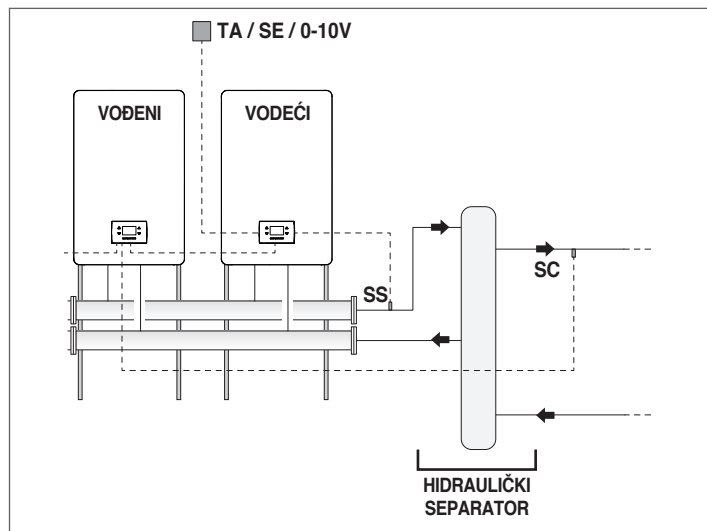 TA / SE / 0-10V
VOĐENI
VODEĆI
SS
SC
HIDRAULIČKI
SEPARATOR